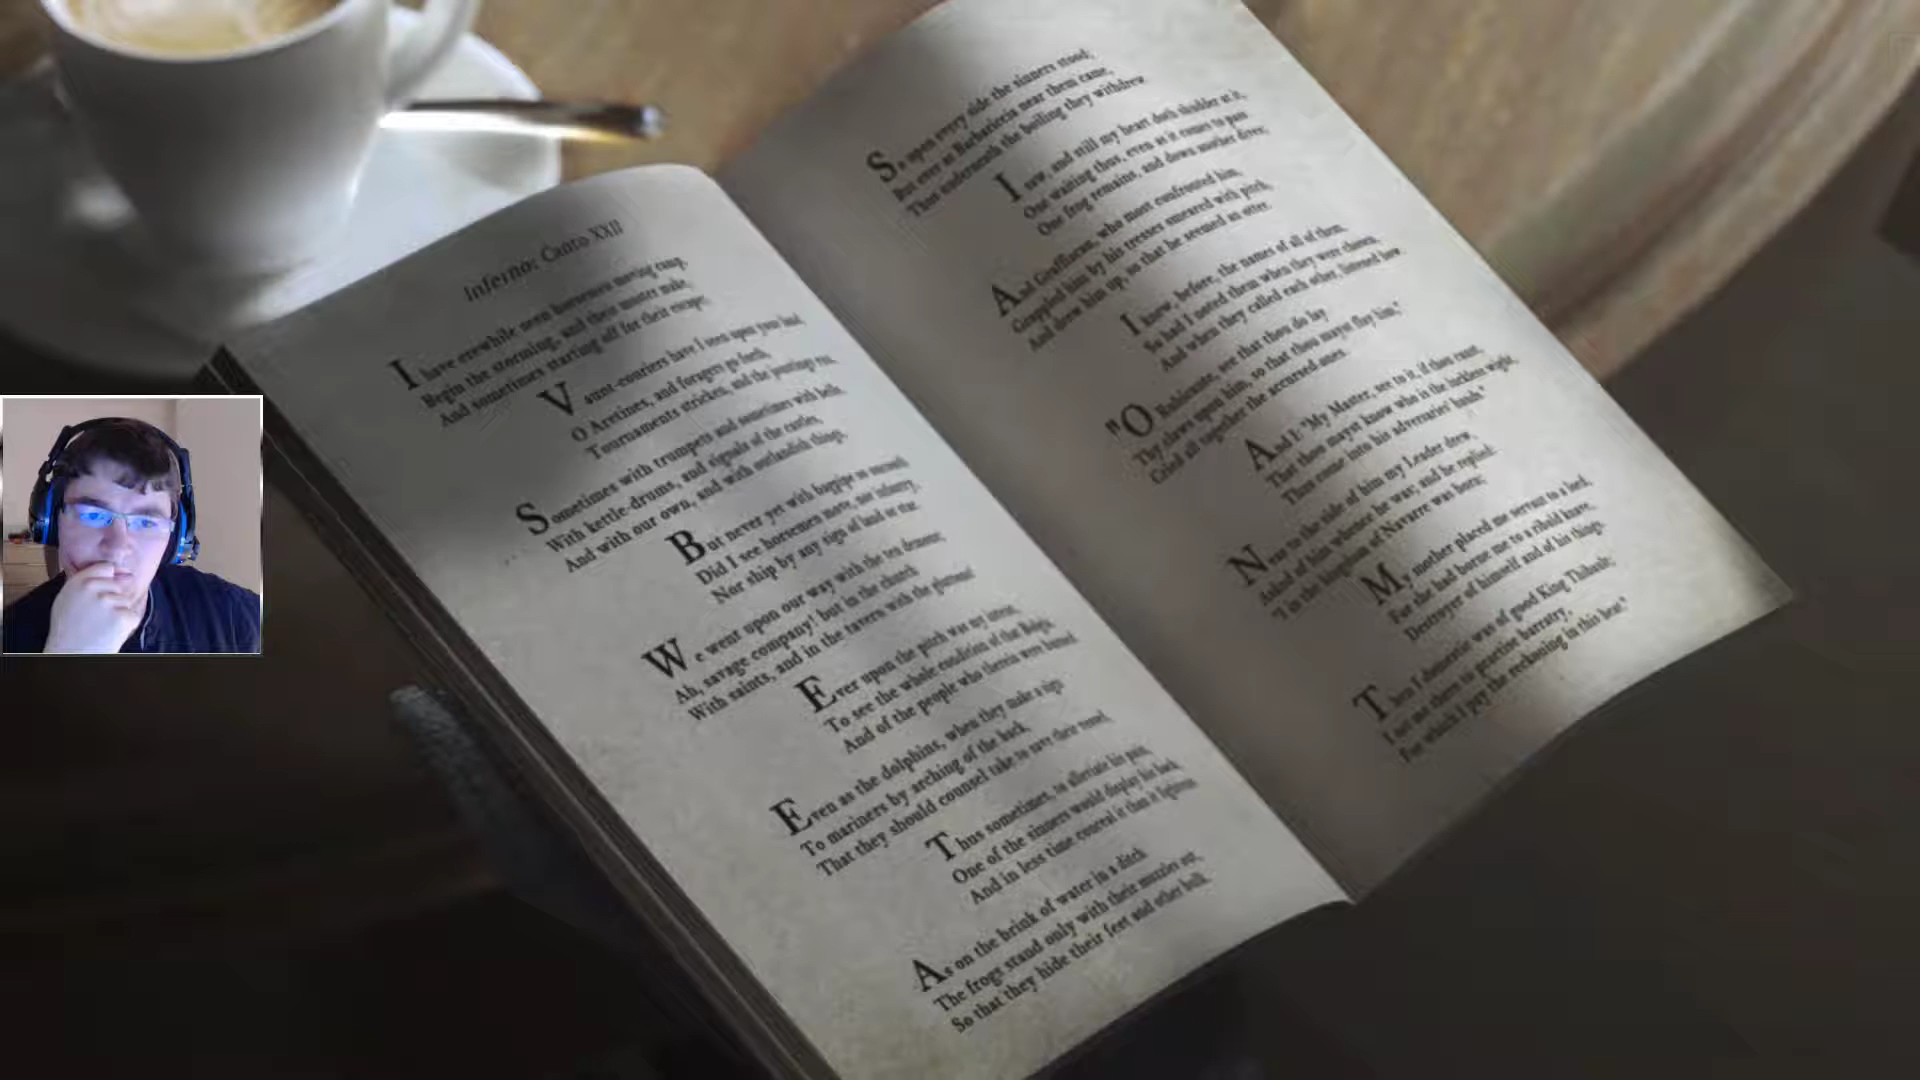 Inferno: Canto XXII
I have erewhile seen horsemen moving camp,
Begin the storming, and their muster make,
And sometimes starting off for their escape;
Vaunt-couriers have I seen upon your land,
O Aretines, and foragers go forth,
Tournaments stricken, and the joustings run,
Sometimes with trumpets and sometimes with bells,
With kettle-drums, and signals of the castles,
And with our own, and with outlandish things,
But never yet with bagpipe so uncouth
Did I see horsemen move, nor infantry,
Nor ship by any sign of land or star.
We went upon our way with the ten demons;
Ah, savage company! but in the church
With saints, and in the tavern with the gluttons!
Ever upon the pitch was my intent,
To see the whole condition of that Bolgia,
And of the people who therein were burned.
Even as the dolphins, when they make a sign
To mariners by arching of the back,
That they should counsel take to save their vessel,
Thus sometimes, to alleviate his pain,
One of the sinners would display his back,
And in less time conceal it than it lightens.
As on the brink of water in a ditch
The frogs stand only with their muzzles out,
So that they hide their feet and other bulk,
So upon every side the sinners stood;
But ever as Barbariccia near them came,
Thus underneath the boiling they withdrew.
I saw, and still my heart doth shudder at it,
One waiting thus, even as it comes to pass
One frog remains, and down another dives;
And Graffiacan, who most confronted him,
Grappled him by his tresses smeared with pitch,
And drew him up, so that he seemed an otter.
I knew, before, the names of all of them,
So had I noted them when they were chosen,
And when they called each other, listened how.
"O Rubicante, see that thou do lay
Thy claws upon him, so that thou mayst flay him,"
Cried all together the accursed ones.
And I: "My Master, see to it, if thou canst,
That thou mayst know who is the luckless wight,
Thus come into his adversaries' hands."
Near to the side of him my Leader drew,
Asked of him whence he was; and he replied:
"I in the kingdom of Navarre was born;
My mother placed me servant to a lord,
For she had borne me to a ribald knave,
Destroyer of himself and of his things.
Then I domestic was of good King Thibault;
I set me there to practise barratry,
For which I pay the reckoning in this heat."